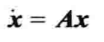 ẋ = Ax